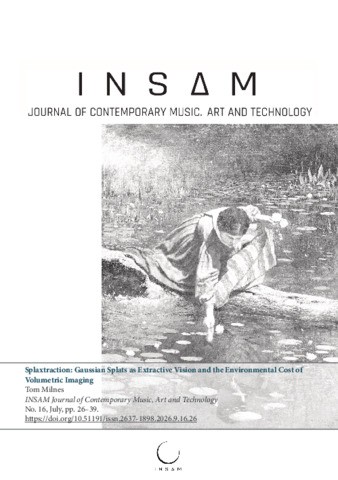 INSAM
JOURNAL OF CONTEMPORARY MUSIC, ART AND TECHNOLOGY
Splaxtraction: Gaussian Splats as Extractive Vision and the Environmental Cost of
Volumetric Imaging
Tom Milnes
INSAM Journal of Contemporary Music, Art and Technology
No. 16, July, pp. 26–39.
https://doi.org/10.51191/issn.2637-1898.2026.9.16.26
INSAM